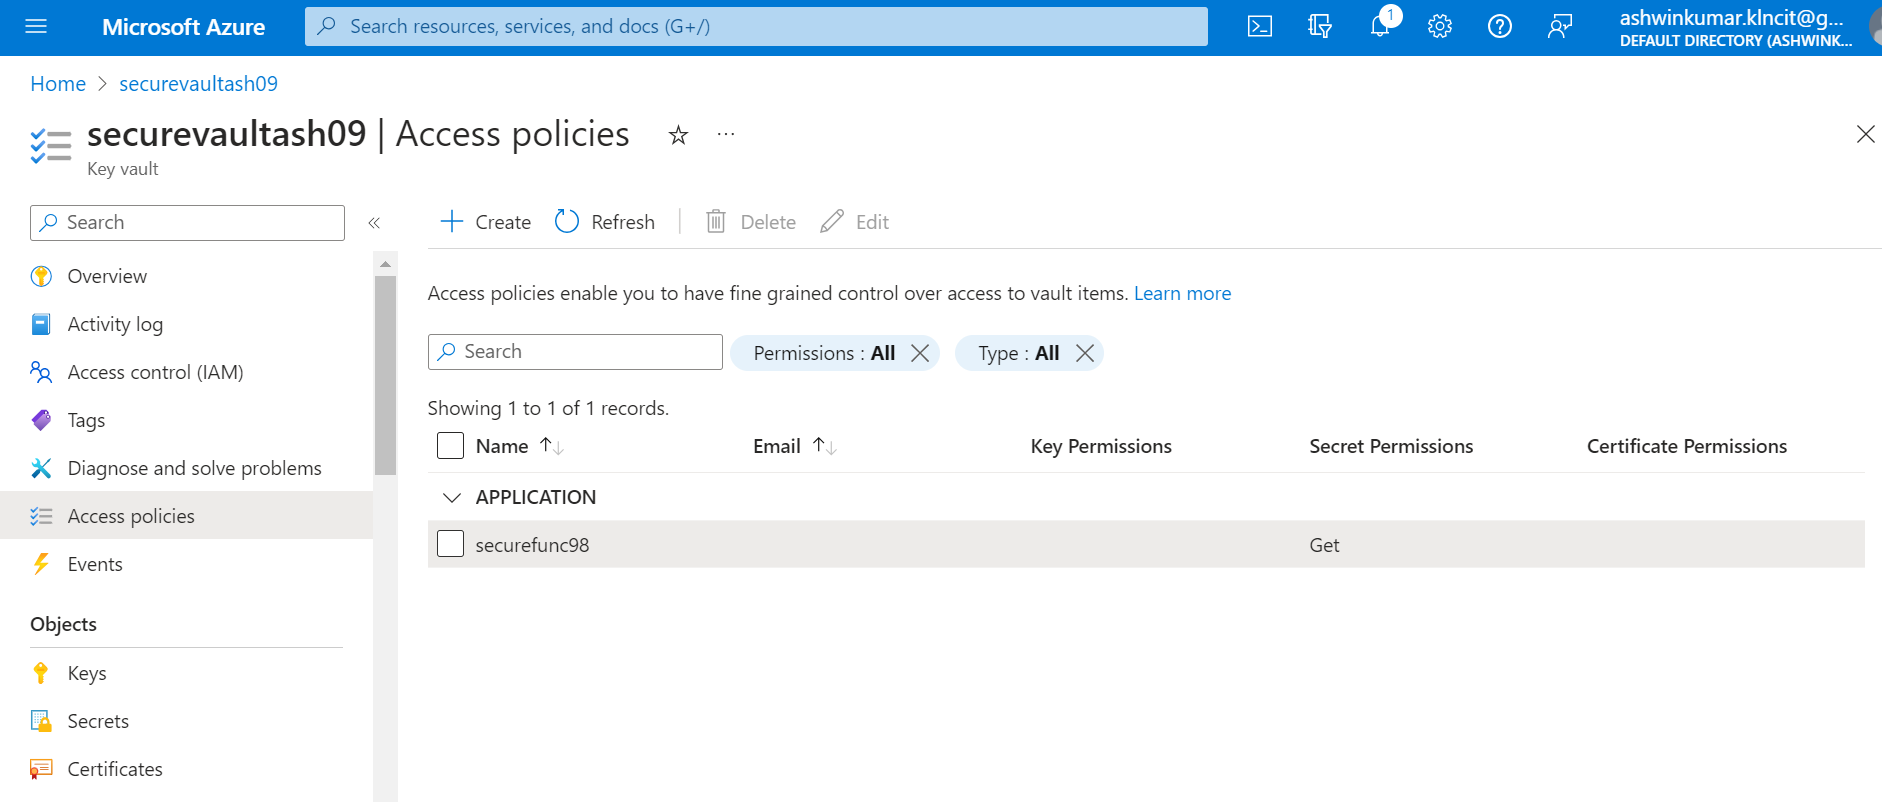 Microsoft Azure
Search resources, services, and docs (G+/)
1
ashwinkumar.klncit@g...
DEFAULT DIRECTORY (ASHWINK...
Home > securevaultash09
securevaultash09 | Access policies
Key vault
Search
Overview
Activity log
Access control (IAM)
Tags
Diagnose and solve problems
Access policies
Events
Objects
Keys
Secrets
Certificates
Create
Refresh
Delete
Edit
Access policies enable you to have fine grained control over access to vault items. Learn more
Search
Permissions : All
Type : All
Showing 1 to 1 of 1 records.
Name Email Key Permissions Secret Permissions Certificate Permissions
APPLICATION
securefunc98 Get